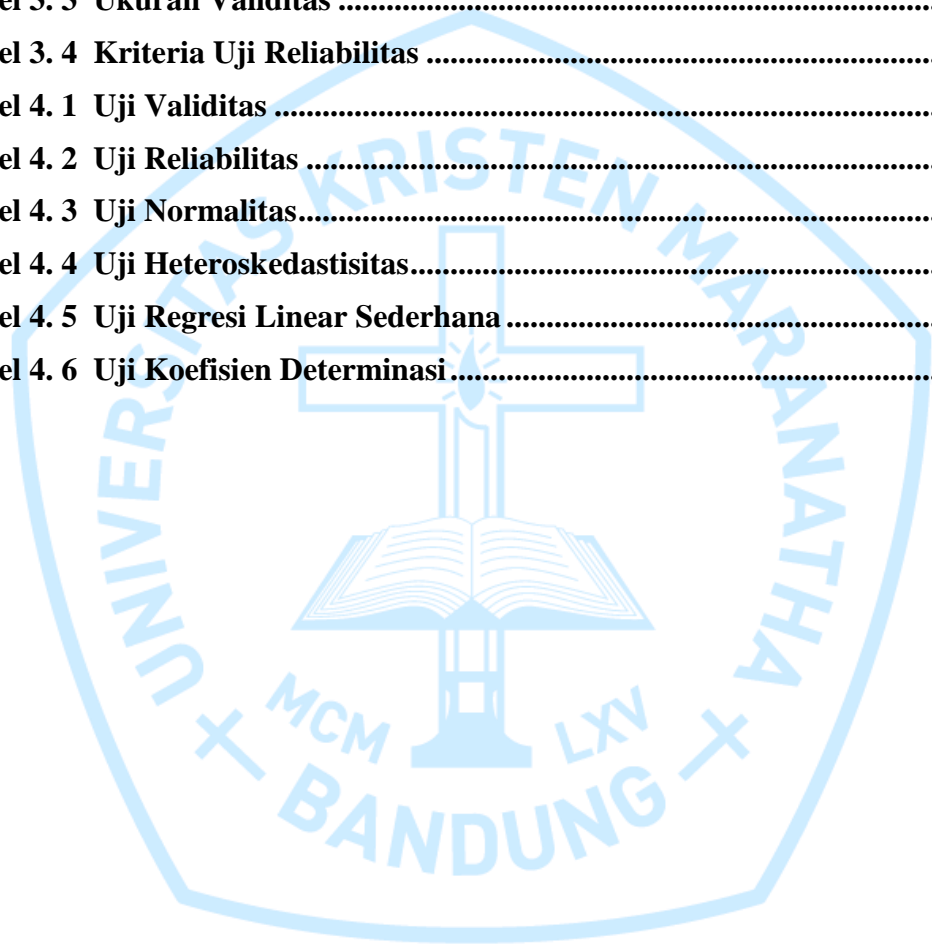 el 3. 3 Ukuran Validitas ................................................................................
el 3. 4 Kriteria Uji Reliabilitas ................................................................................
el 4. 1 Uji Validitas ................................................................................
el 4. 2 Uji Reliabilitas ................................................................................
el 4. 3 Uji Normalitas................................................................................
el 4. 4 Uji Heteroskedastisitas................................................................................
el 4. 5 Uji Regresi Linear Sederhana ................................................................................
el 4. 6 Uji Koefisien Determinasi................................................................................
UNIVERSITAS KRISTEN MARANATHA
MCM LXV
BANDUNG